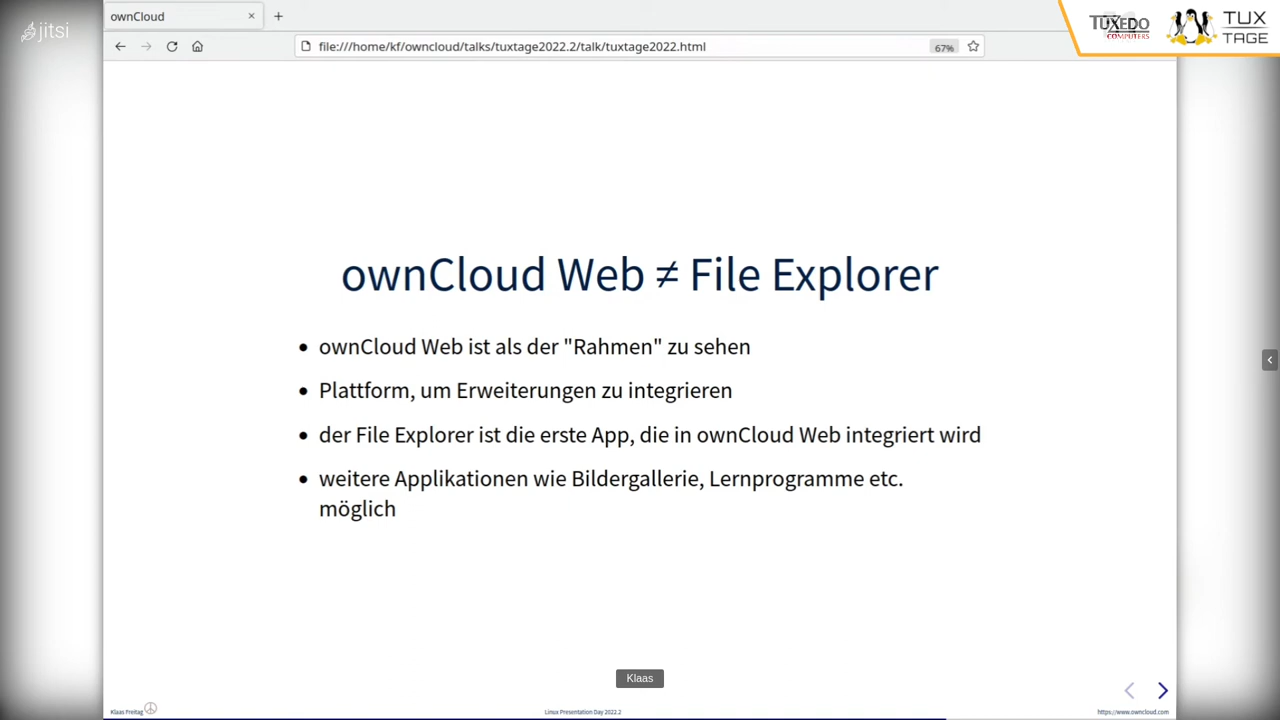 jitsi
ownCloud
file:///home/kf/owncloud/talks/tuxtage2022.2/talk/tuxtage2022.html
67%
TUXEDO
COMPUTERS
TUX
TAGE
ownCloud Web ≠ File Explorer
• ownCloud Web ist als der "Rahmen" zu sehen
• Plattform, um Erweiterungen zu integrieren
• der File Explorer ist die erste App, die in ownCloud Web integriert wird
• weitere Applikationen wie Bildergallerie, Lernprogramme etc.
möglich
Klaas
Klaas Freitag
Linux Presentation Day 2022.2
https://www.owncloud.com